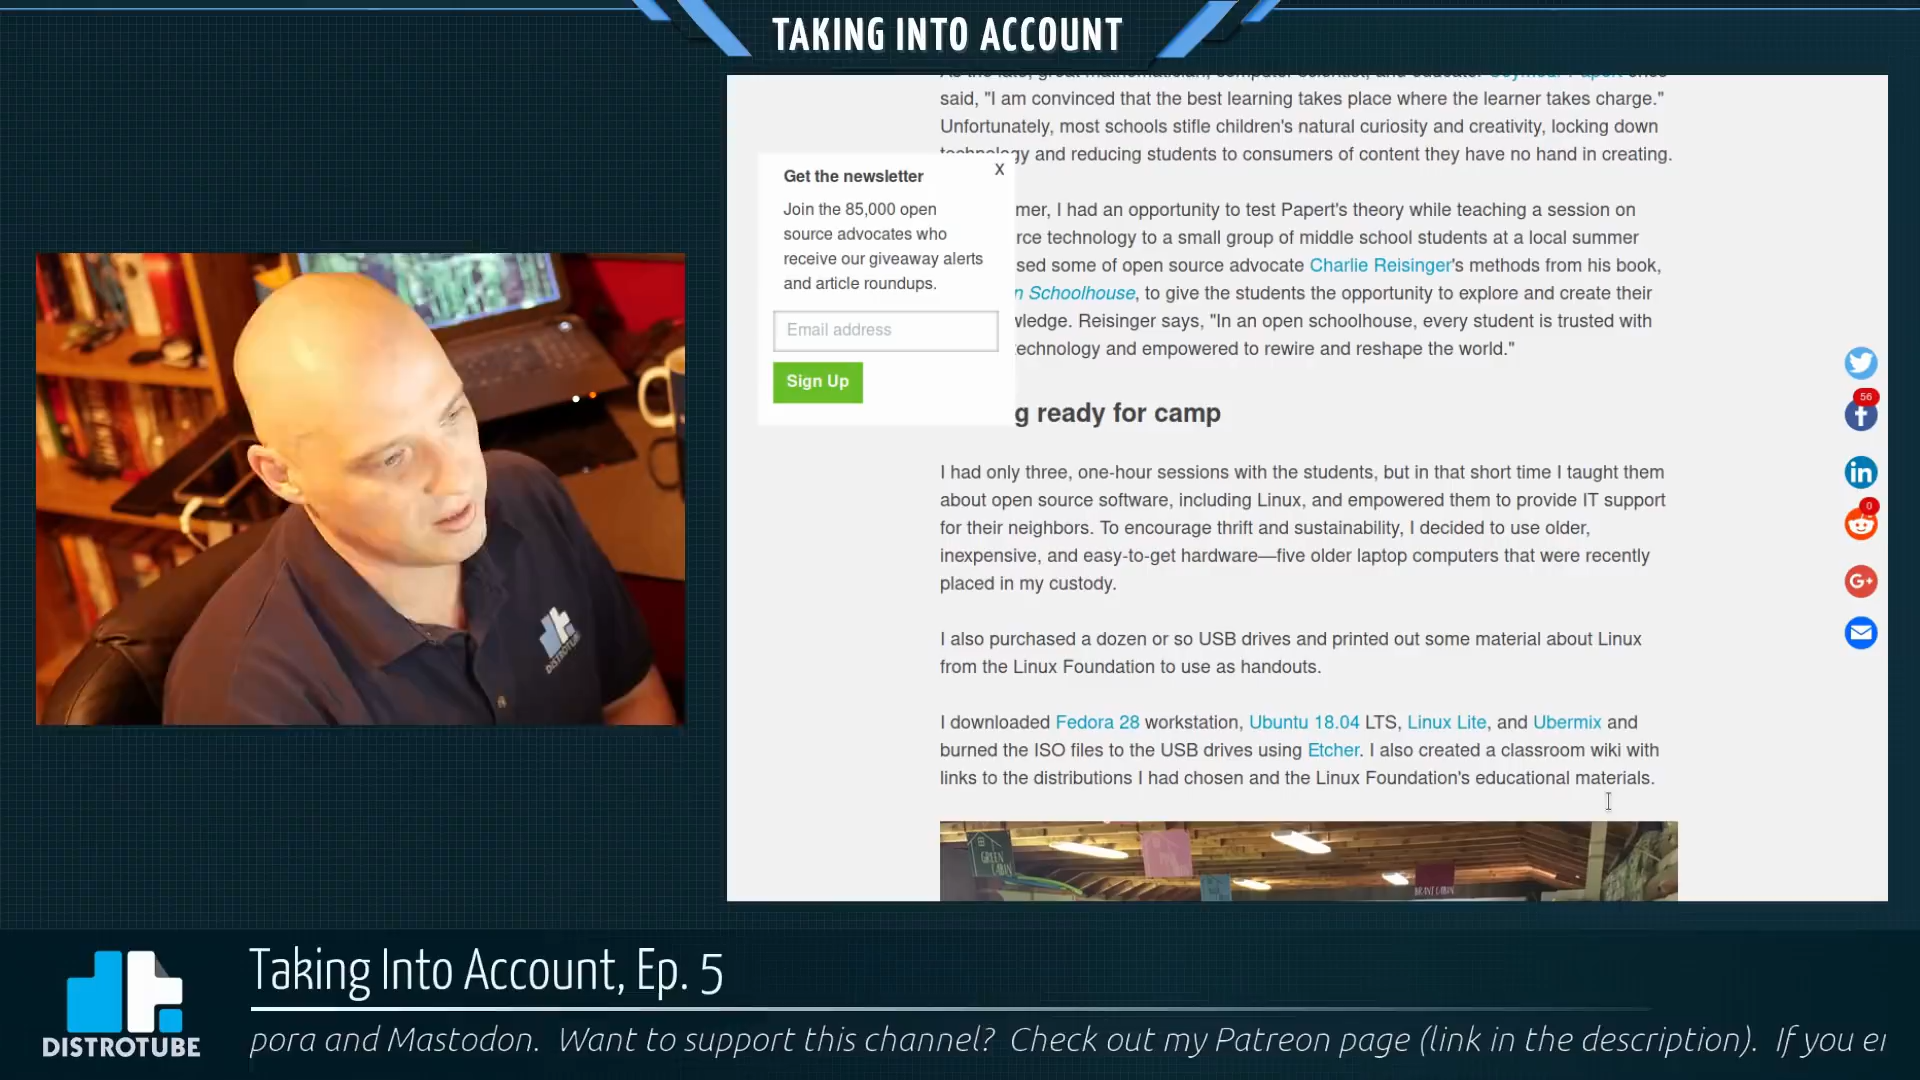 TAKING INTO ACCOUNT
said, "I am convinced that the best learning takes place where the learner takes charge."
Unfortunately, most schools stifle children's natural curiosity and creativity, locking down
technology and reducing students to consumers of content they have no hand in creating.
Get the newsletter
X
Join the 85,000 open
source advocates who
receive our giveaway alerts
and article roundups.
Email address
Sign Up
mer, I had an opportunity to test Papert's theory while teaching a session on
rce technology to a small group of middle school students at a local summer
sed some of open source advocate Charlie Reisinger's methods from his book,
n Schoolhouse, to give the students the opportunity to explore and create their
wledge. Reisinger says, "In an open schoolhouse, every student is trusted with
technology and empowered to rewire and reshape the world."
g ready for camp
I had only three, one-hour sessions with the students, but in that short time I taught them
about open source software, including Linux, and empowered them to provide IT support
for their neighbors. To encourage thrift and sustainability, I decided to use older,
inexpensive, and easy-to-get hardware—five older laptop computers that were recently
placed in my custody.
I also purchased a dozen or so USB drives and printed out some material about Linux
from the Linux Foundation to use as handouts.
I downloaded Fedora 28 workstation, Ubuntu 18.04 LTS, Linux Lite, and Ubermix and
burned the ISO files to the USB drives using Etcher. I also created a classroom wiki with
links to the distributions I had chosen and the Linux Foundation's educational materials.
GREEN CABIN
56
in
0
G+
DISTROTUBE
Taking Into Account, Ep. 5
pora and Mastodon. Want to support this channel? Check out my Patreon page (link in the description). If you
DISTROTUBE